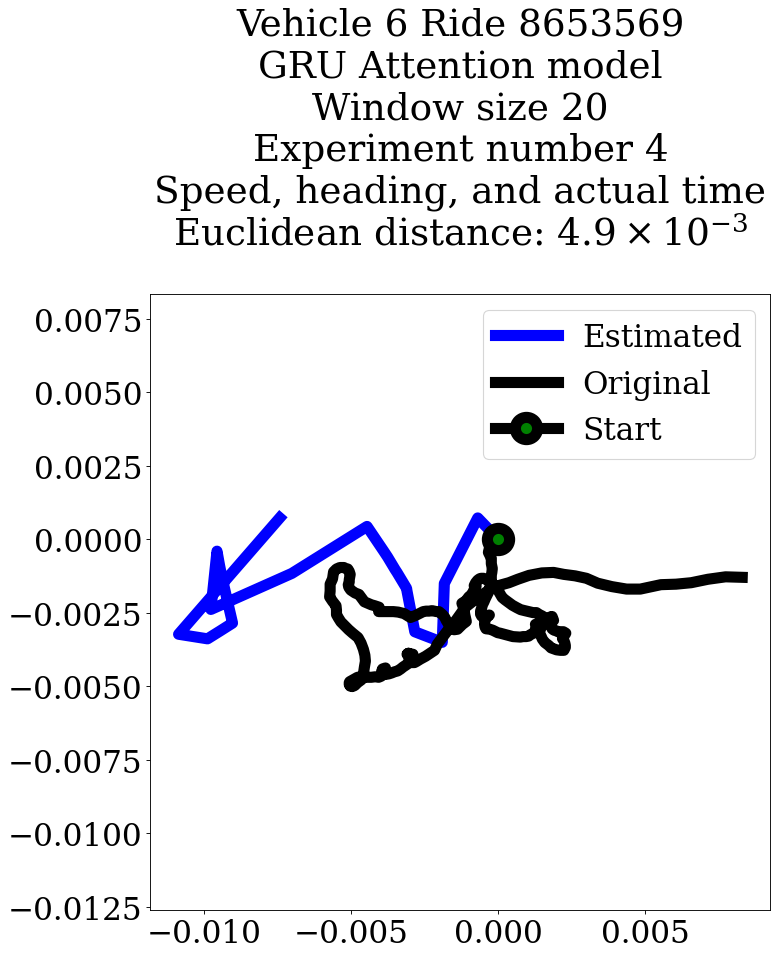 Vehicle 6 Ride 8653569
GRU Attention model
Window size 20
Experiment number 4
Speed, heading, and actual time
Euclidean distance: 4.9 × 10⁻³
0.0075
0.0050
0.0025
0.0000
−0.0025
−0.0050
−0.0075
−0.0100
−0.0125
Estimated
Original
Start
−0.010
−0.005
0.000
0.005